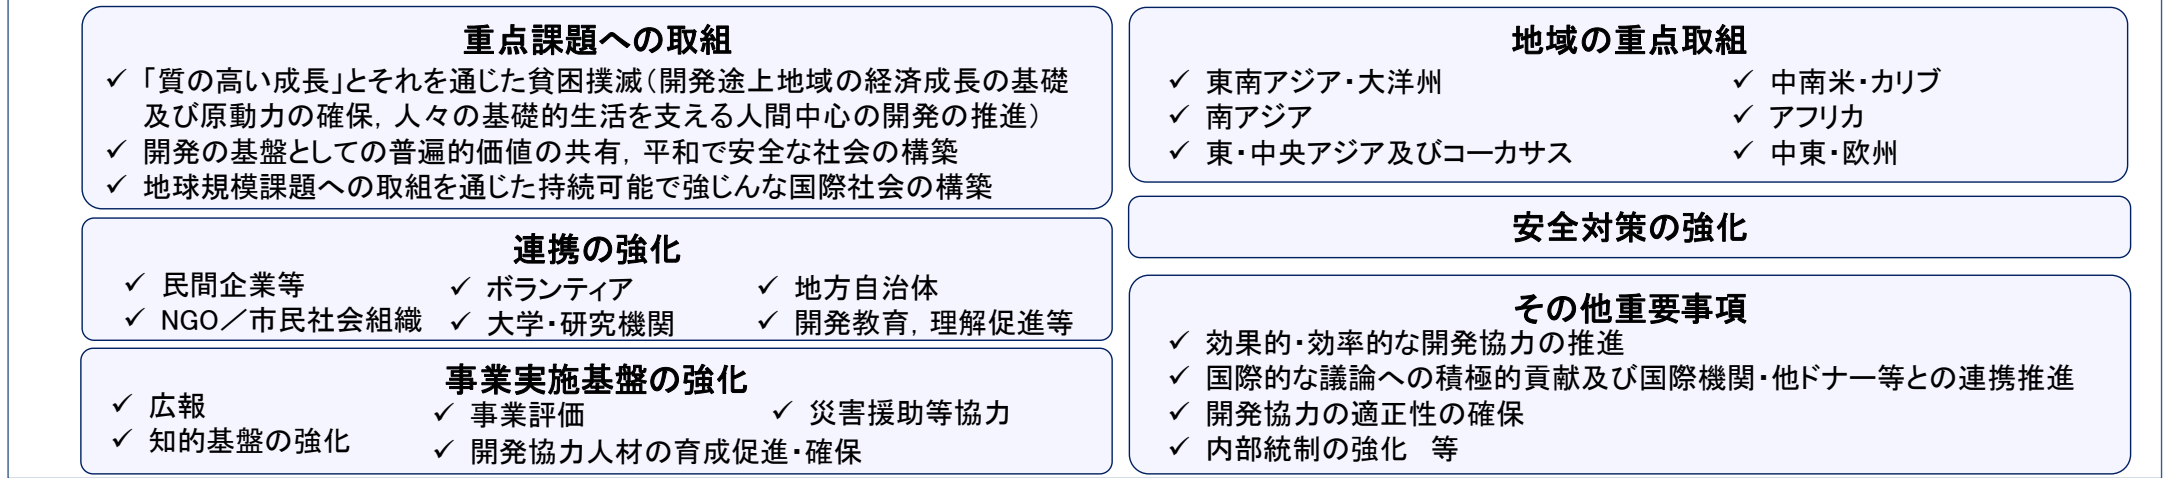 重点課題への取組
✓ 「質の高い成長」とそれを通じた貧困撲滅（開発途上地域の経済成長の基礎
及び原動力の確保，人々の基礎的生活を支える人間中心の開発の推進）
✓ 開発の基盤としての普遍的価値の共有，平和で安全な社会の構築
✓ 地球規模課題への取組を通じた持続可能で強じんな国際社会の構築
連携の強化
✓ 民間企業等
✓ NGO／市民社会組織
✓ ボランティア
✓ 大学・研究機関
✓ 地方自治体
✓ 開発教育，理解促進等
事業実施基盤の強化
✓ 広報
✓ 知的基盤の強化
✓ 事業評価
✓ 災害援助等協力
✓ 開発協力人材の育成促進・確保
地域の重点取組
✓ 東南アジア・大洋州
✓ 南アジア
✓ 東・中央アジア及びコーカサス
✓ 中南米・カリブ
✓ アフリカ
✓ 中東・欧州
安全対策の強化
その他重要事項
✓ 効果的・効率的な開発協力の推進
✓ 国際的な議論への積極的貢献及び国際機関・他ドナー等との連携推進
✓ 開発協力の適正性の確保
✓ 内部統制の強化　等